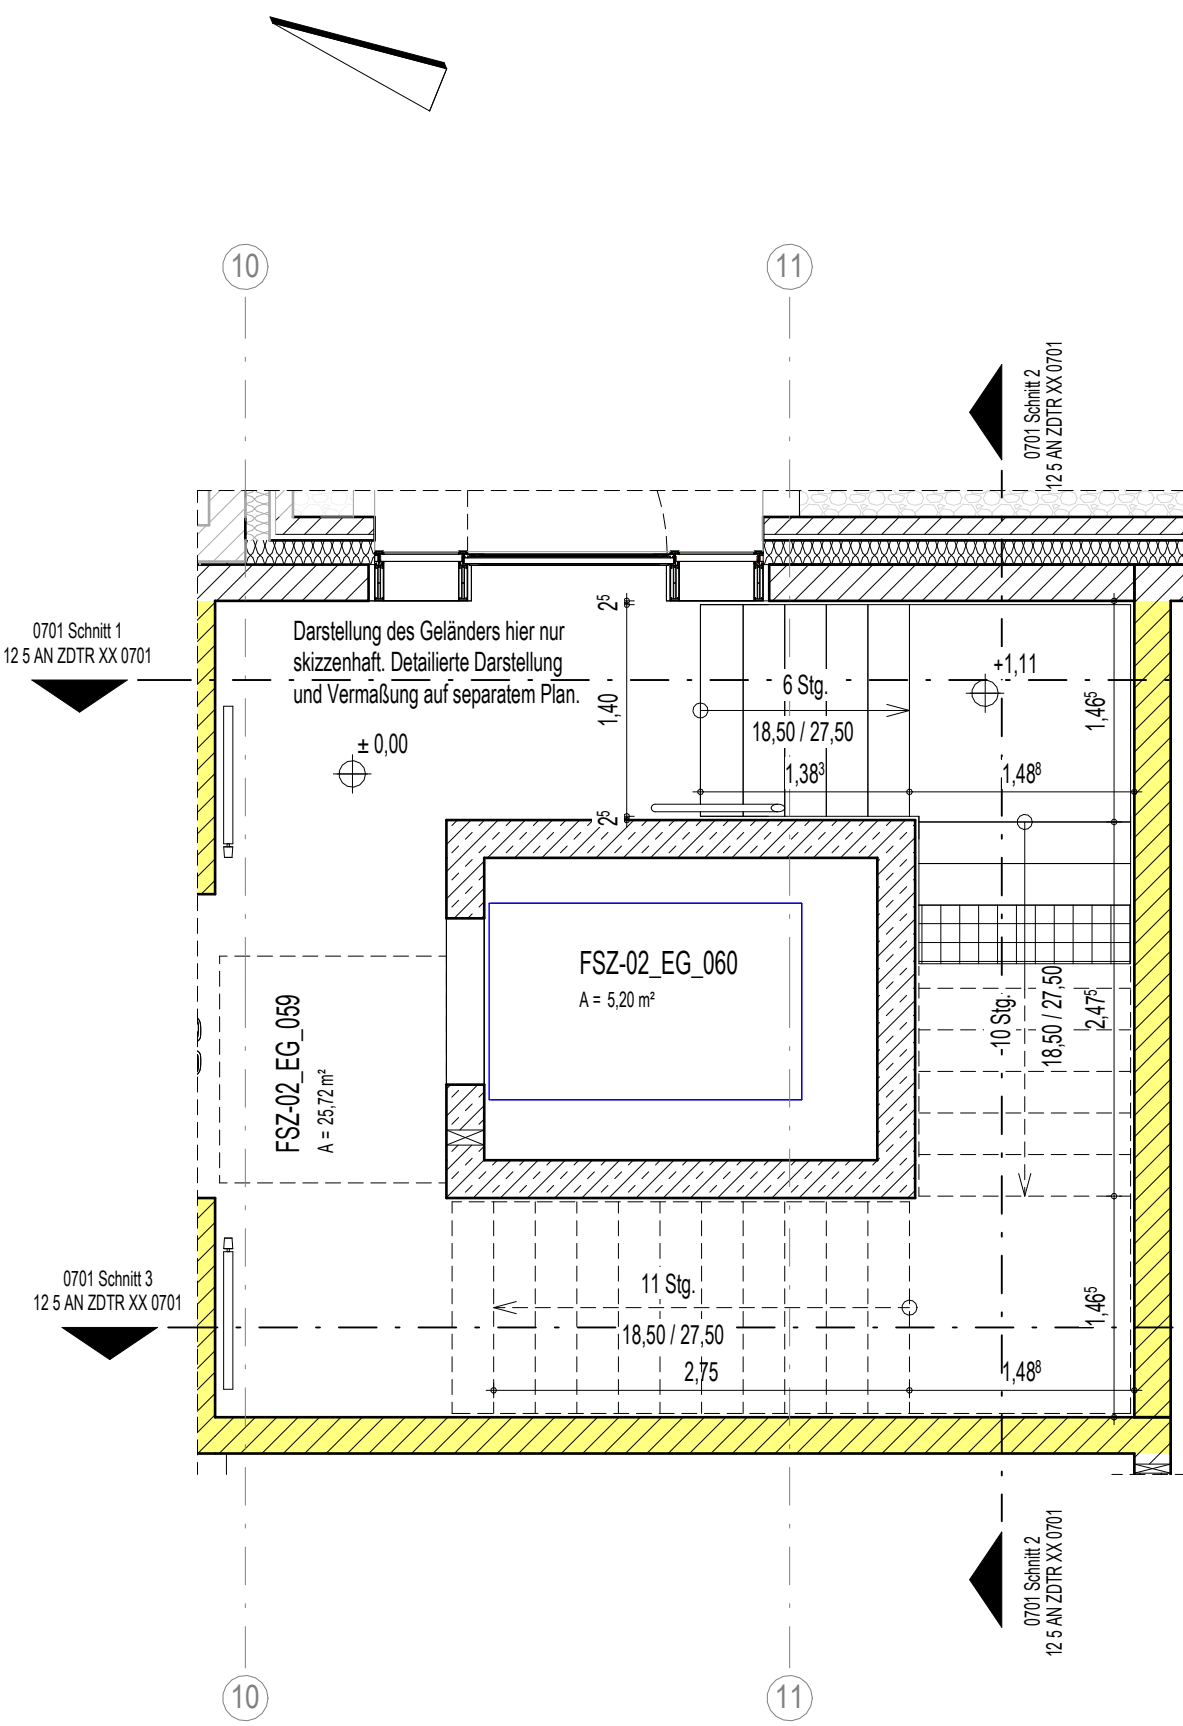 10
11
0701 Schnitt 2
12 5 AN ZDTR XX 0701
0701 Schnitt 1
12 5 AN ZDTR XX 0701
Darstellung des Geländers hier nur
skizzenhaft. Detailierte Darstellung
und Vermaßung auf separatem Plan.
± 0,00
2⁵
1,40
2⁵
6 Stg.
18,50 / 27,50
1,38³
+1,11
1,46⁵
1,48⁸
FSZ-02_EG_060
A = 5,20 m²
FSZ-02_EG_059
A = 25,72 m²
10 Stg.
18,50 / 27,50
2,47⁵
0701 Schnitt 3
12 5 AN ZDTR XX 0701
11 Stg.
18,50 / 27,50
2,75
1,46⁵
1,48⁸
0701 Schnitt 2
12 5 AN ZDTR XX 0701
10
11